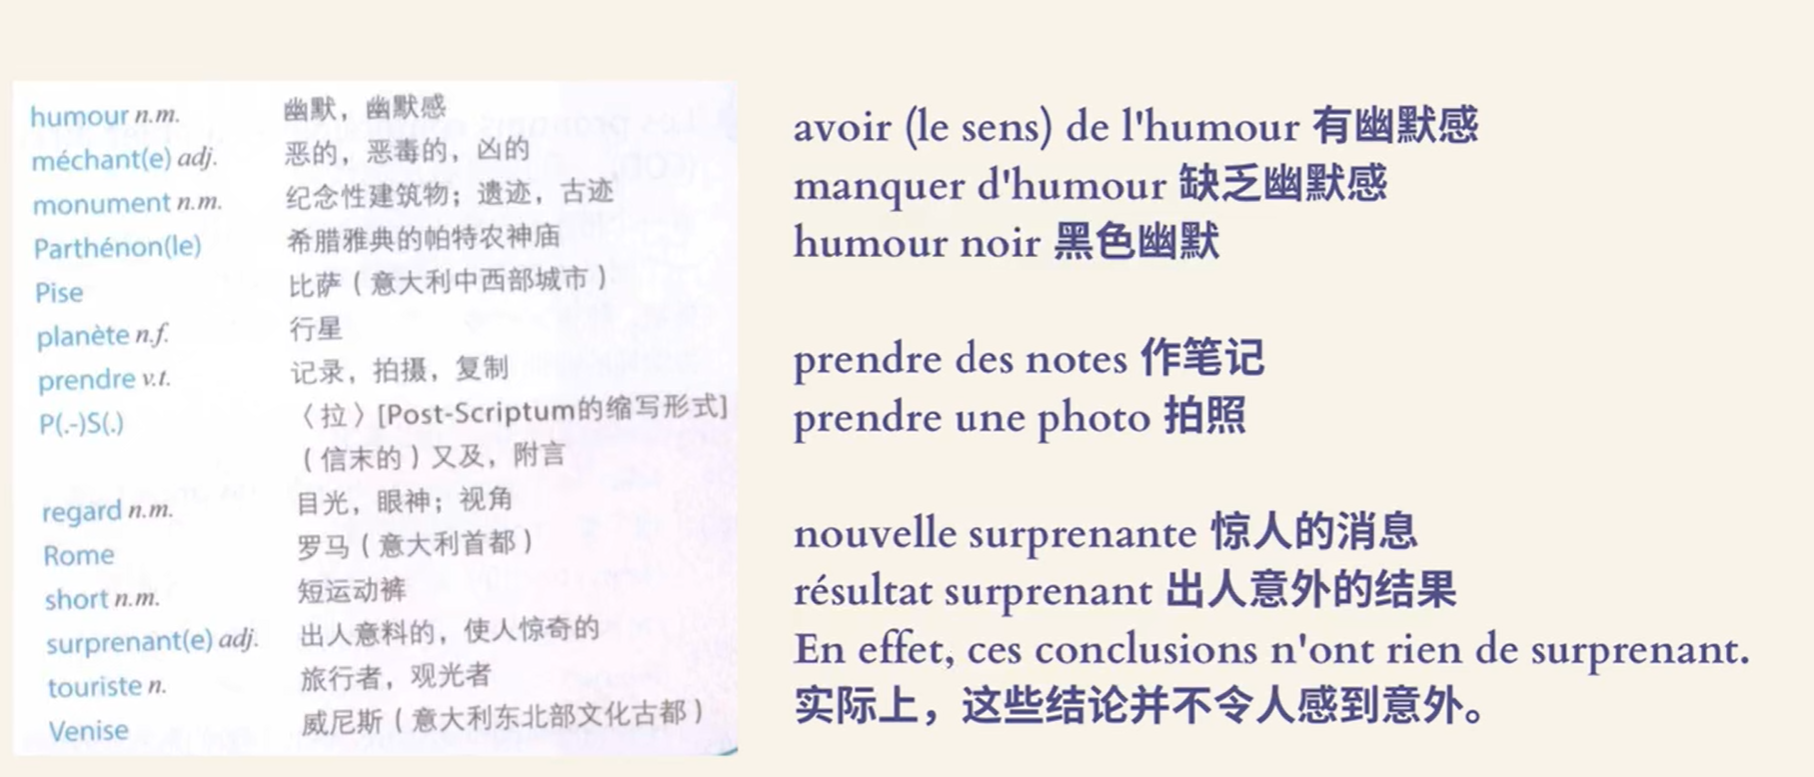 humour n.m. 幽默，幽默感
méchant(e) adj. 恶的，恶毒的，凶的
monument n.m. 纪念性建筑物；遗迹，古迹
Parthénon(le) 希腊雅典的帕特农神庙
Pise 比萨（意大利中西部城市）
planète n.f. 行星
prendre v.t. 记录，拍摄，复制
P(.-)S(.) 〈拉〉[Post-Scriptum的缩写形式]
（信末的）又及，附言
regard n.m. 目光，眼神；视角
Rome 罗马（意大利首都）
short n.m. 短运动裤
surprenant(e) adj. 出人意料的，使人惊奇的
touriste n. 旅行者，观光者
Venise 威尼斯（意大利东北部文化古都）
avoir (le sens) de l'humour 有幽默感
manquer d'humour 缺乏幽默感
humour noir 黑色幽默
prendre des notes 作笔记
prendre une photo 拍照
nouvelle surprenante 惊人的消息
résultat surprenant 出人意外的结果
En effet, ces conclusions n'ont rien de surprenant.
实际上，这些结论并不令人感到意外。